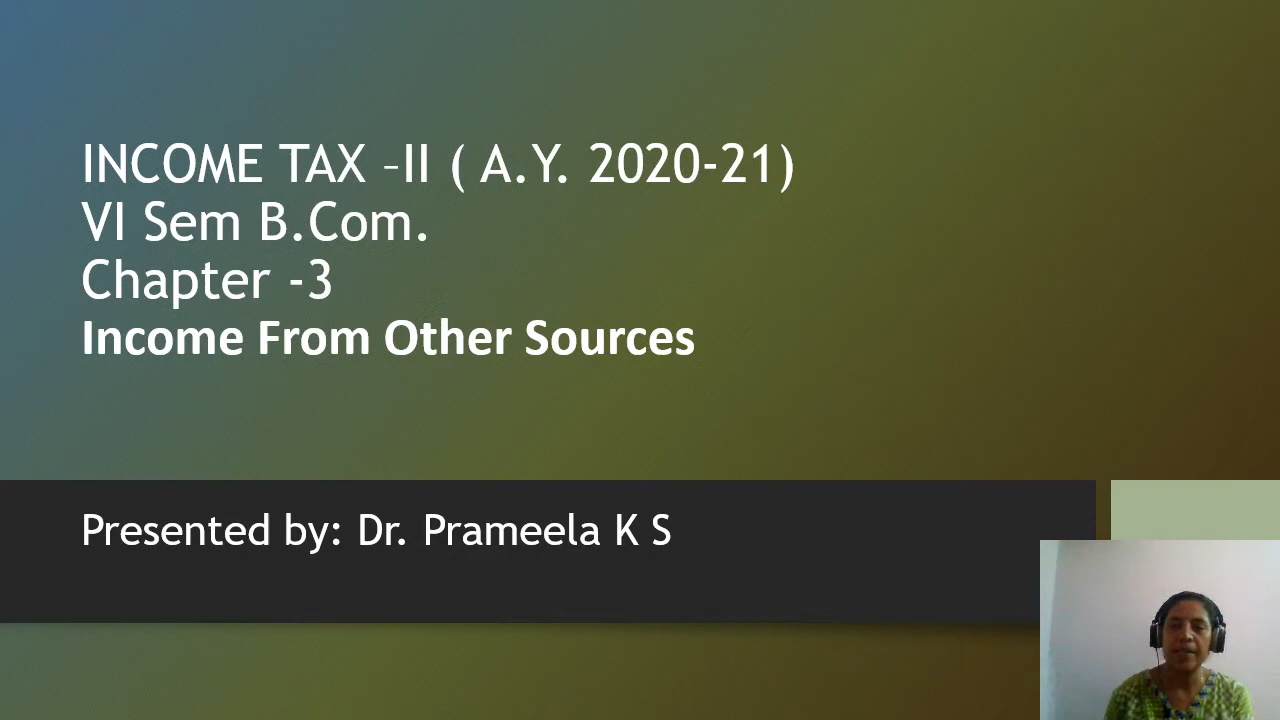 INCOME TAX –II ( A.Y. 2020-21)
VI Sem B.Com.
Chapter -3
Income From Other Sources
Presented by: Dr. Prameela K S